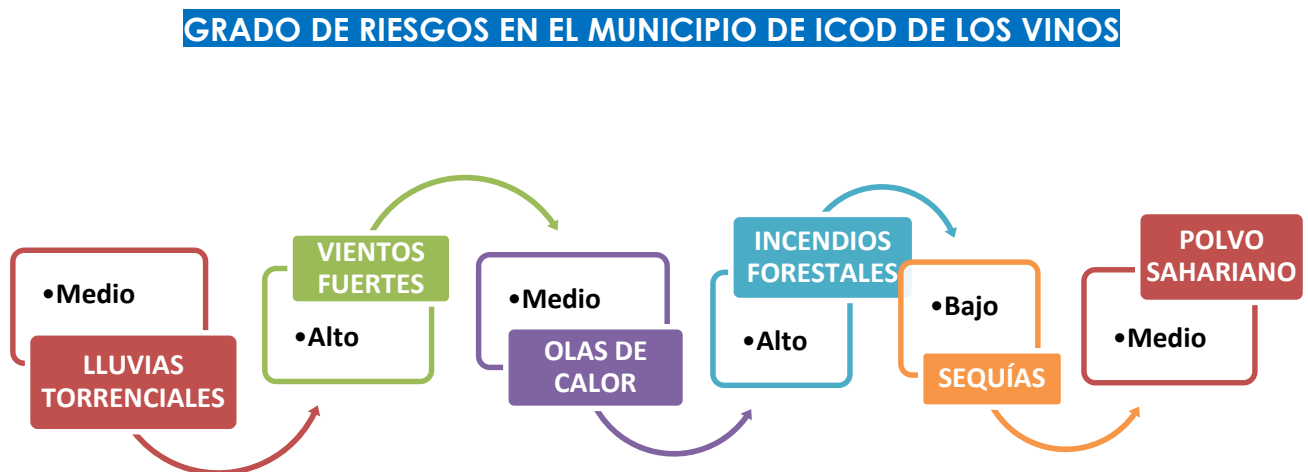 GRADO DE RIESGOS EN EL MUNICIPIO DE ICOD DE LOS VINOS
•Medio
LLUVIAS
TORRENCIALES
VIENTOS
FUERTES
•Alto
•Medio
OLAS DE
CALOR
INCENDIOS
FORESTALES
•Alto
•Bajo
SEQUÍAS
POLVO
SAHARIANO
•Medio